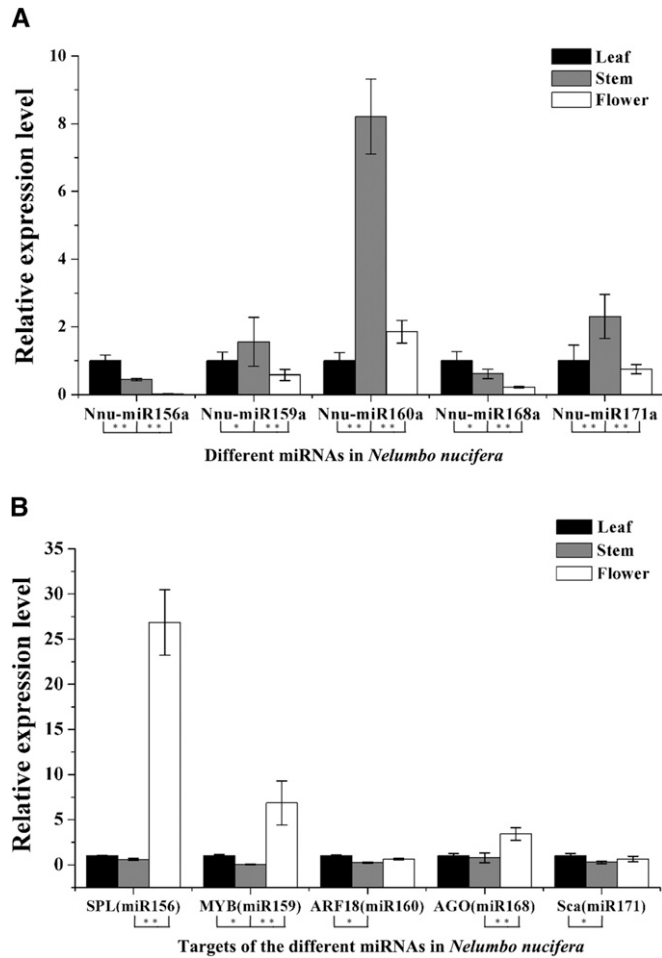 A
Relative expression level
10
8
6
4
2
0
Leaf
Stem
Flower
Nnu-miR156a Nnu-miR159a Nnu-miR160a Nnu-miR168a Nnu-miR171a
** ** * ** ** ** * ** ** **
Different miRNAs in Nelumbo nucifera
B
Relative expression level
35
30
25
20
15
10
5
0
Leaf
Stem
Flower
SPL(miR156) MYB(miR159) ARF18(miR160) AGO(miR168) Sca(miR171)
** * ** * ** *
Targets of the different miRNAs in Nelumbo nucifera